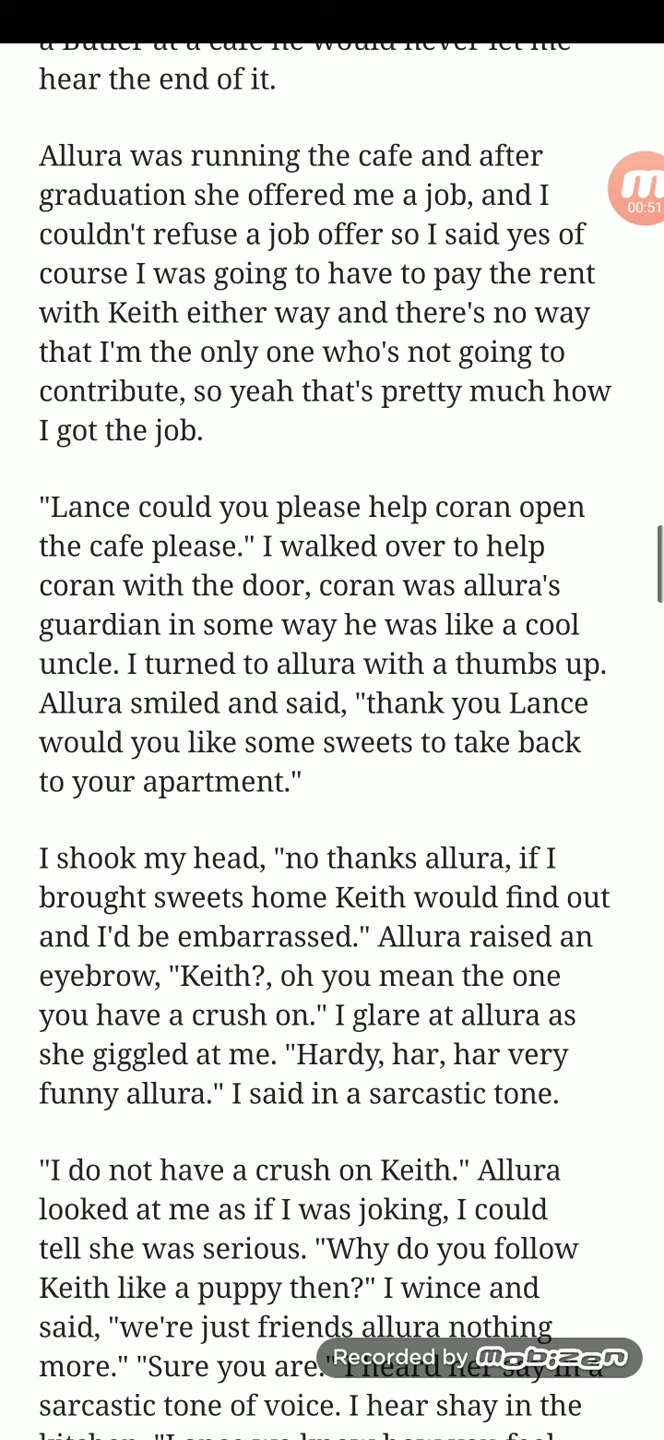 hear the end of it.
Allura was running the cafe and after
graduation she offered me a job, and I
couldn't refuse a job offer so I said yes of
course I was going to have to pay the rent
with Keith either way and there's no way
that I'm the only one who's not going to
contribute, so yeah that's pretty much how
I got the job.
"Lance could you please help coran open
the cafe please." I walked over to help
coran with the door, coran was allura's
guardian in some way he was like a cool
uncle. I turned to allura with a thumbs up.
Allura smiled and said, "thank you Lance
would you like some sweets to take back
to your apartment."
I shook my head, "no thanks allura, if I
brought sweets home Keith would find out
and I'd be embarrassed." Allura raised an
eyebrow, "Keith?, oh you mean the one
you have a crush on." I glare at allura as
she giggled at me. "Hardy, har, har very
funny allura." I said in a sarcastic tone.
"I do not have a crush on Keith." Allura
looked at me as if I was joking, I could
tell she was serious. "Why do you follow
Keith like a puppy then?" I wince and
said, "we're just friends allura nothing
more." "Sure you are." I heard her say in a
sarcastic tone of voice. I hear shay in the
00:51
Recorded by mobizen